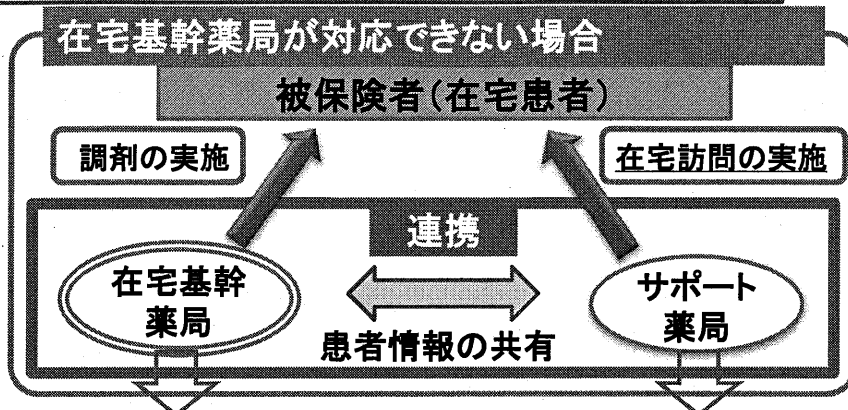 在宅基幹薬局が対応できない場合
被保険者(在宅患者)
調剤の実施
在宅訪問の実施
連携
在宅基幹
薬局
サポート
薬局
患者情報の共有